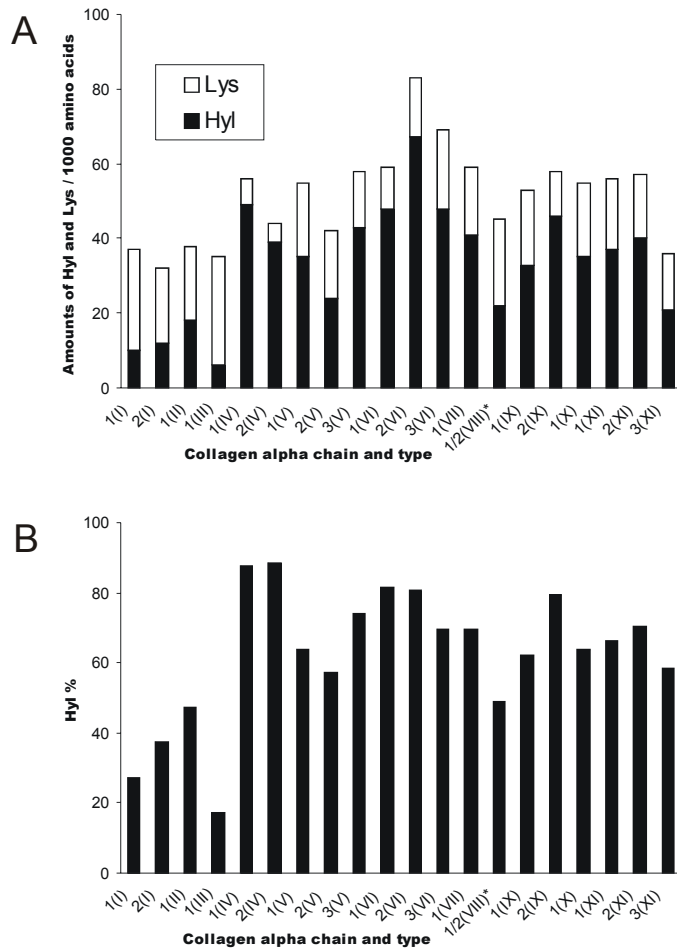 A
100
80
60
40
20
0
Amounts of Hyl and Lys / 1000 amino acids
Lys
Hyl
1(I)
2(I)
1(II)
1(III)
1(IV)
2(IV)
1(V)
2(V)
3(V)
1(VI)
2(VI)
3(VI)
1(VII)
1/2(VIII)*
1(IX)
2(IX)
1(X)
1(XI)
2(XI)
3(XI)
Collagen alpha chain and type
B
100
80
60
40
20
0
Hyl %
1(I)
2(I)
1(II)
1(III)
1(IV)
2(IV)
1(V)
2(V)
3(V)
1(VI)
2(VI)
3(VI)
1(VII)
1/2(VIII)*
1(IX)
2(IX)
1(X)
1(XI)
2(XI)
3(XI)
Collagen alpha chain and type